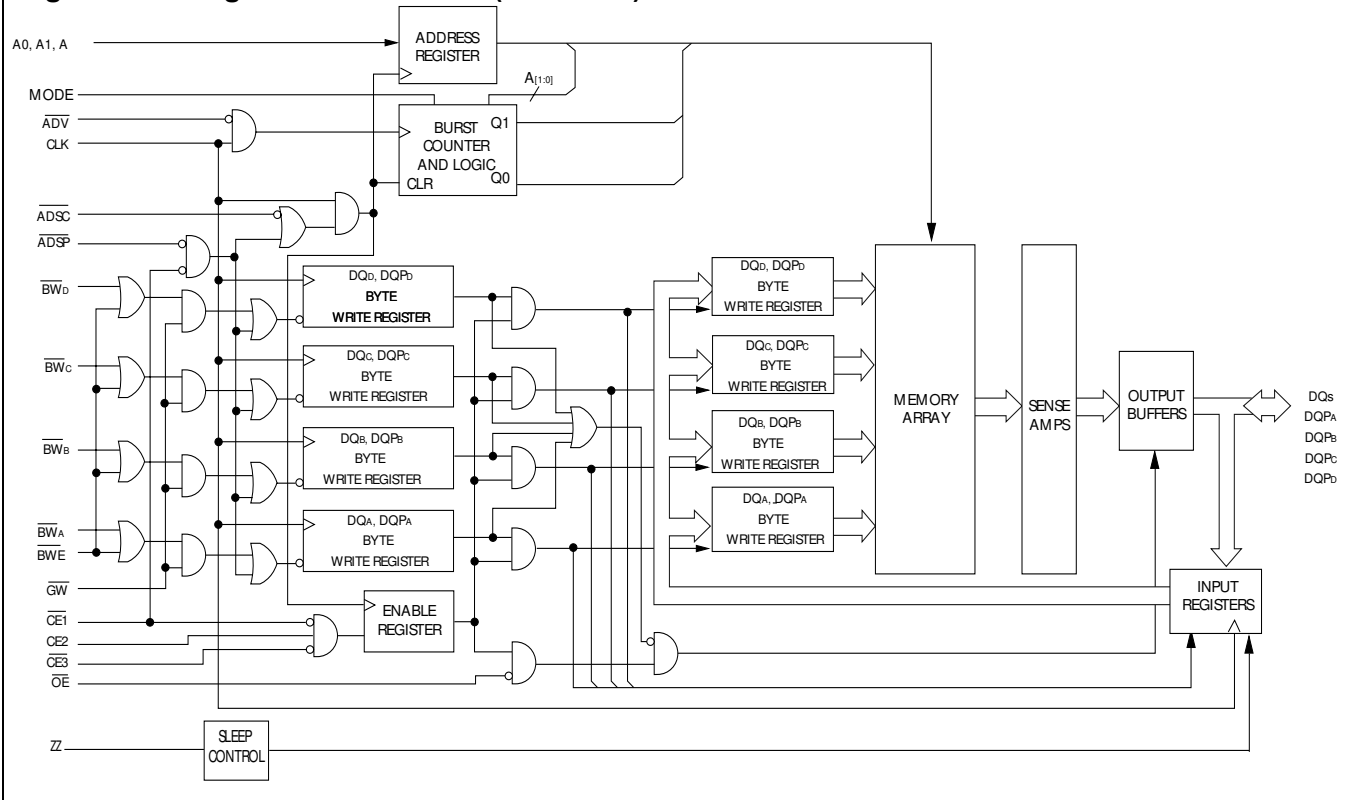 A0, A1, A
ADDRESS
REGISTER
A[1:0]
MODE
ADV
CLK
BURST
COUNTER
AND LOGIC
CLR
Q1
Q0
ADSC
ADSP
BWD
BWC
BWB
BWA
BWE
GW
CE1
CE2
CE3
OE
ZZ
DQD, DQPD
BYTE
WRITE REGISTER
DQC, DQPC
BYTE
WRITE REGISTER
DQB, DQPB
BYTE
WRITE REGISTER
DQA, DQPA
BYTE
WRITE REGISTER
ENABLE
REGISTER
SLEEP
CONTROL
DQD, DQPD
BYTE
WRITE REGISTER
DQC, DQPC
BYTE
WRITE REGISTER
DQB, DQPB
BYTE
WRITE REGISTER
DQA, DQPA
BYTE
WRITE REGISTER
MEMORY
ARRAY
SENSE
AMPS
OUTPUT
BUFFERS
DQs
DQPA
DQPB
DQPC
DQPD
INPUT
REGISTERS